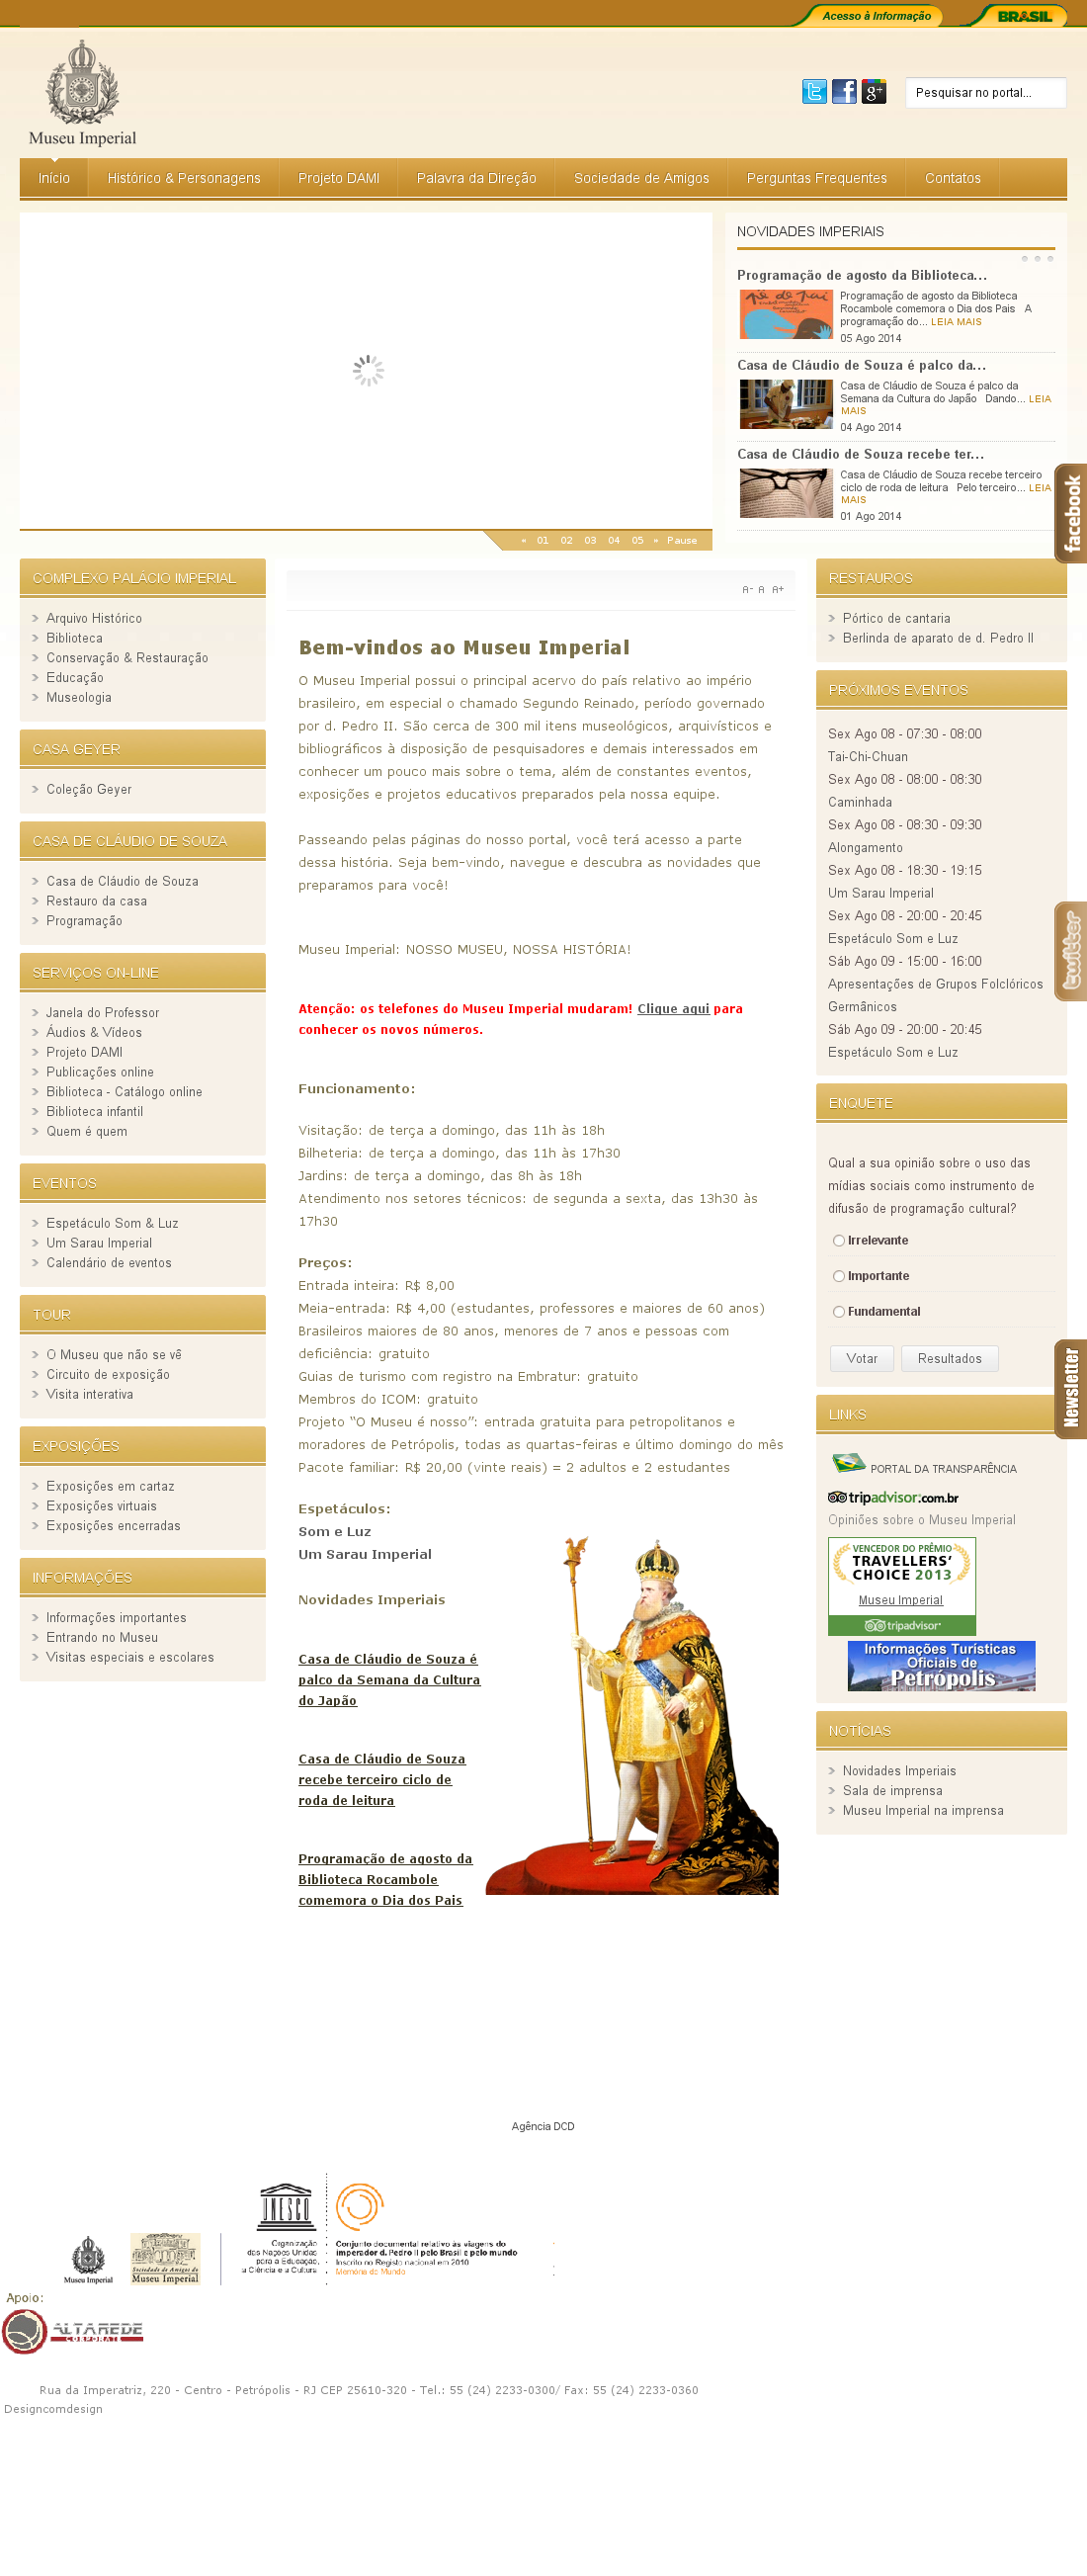 Acesso à Informação
BRASIL
Museu Imperial
Pesquisar no portal...
Início
Histórico & Personagens
Projeto DAMI
Palavra da Direção
Sociedade de Amigos
Perguntas Frequentes
Contatos
NOVIDADES IMPERIAIS
Programação de agosto da Biblioteca...
Programação de agosto da Biblioteca
Rocambole comemora o Dia dos Pais A
programação do... LEIA MAIS
05 Ago 2014
Casa de Cláudio de Souza é palco da...
Casa de Cláudio de Souza é palco da
Semana da Cultura do Japão Dando... LEIA
MAIS
04 Ago 2014
Casa de Cláudio de Souza recebe ter...
Casa de Cláudio de Souza recebe terceiro
ciclo de roda de leitura Pelo terceiro... LEIA
MAIS
01 Ago 2014
« 01 02 03 04 05 » Pause
facebook
twitter
Newsletter
COMPLEXO PALÁCIO IMPERIAL
Arquivo Histórico
Biblioteca
Conservação & Restauração
Educação
Museologia
CASA GEYER
Coleção Geyer
CASA DE CLÁUDIO DE SOUZA
Casa de Cláudio de Souza
Restauro da casa
Programação
SERVIÇOS ON-LINE
Janela do Professor
Áudios & Vídeos
Projeto DAMI
Publicações online
Biblioteca - Catálogo online
Biblioteca infantil
Quem é quem
EVENTOS
Espetáculo Som & Luz
Um Sarau Imperial
Calendário de eventos
TOUR
O Museu que não se vê
Circuito de exposição
Visita interativa
EXPOSIÇÕES
Exposições em cartaz
Exposições virtuais
Exposições encerradas
INFORMAÇÕES
Informações importantes
Entrando no Museu
Visitas especiais e escolares
A- A A+
Bem-vindos ao Museu Imperial
O Museu Imperial possui o principal acervo do país relativo ao império
brasileiro, em especial o chamado Segundo Reinado, período governado
por d. Pedro II. São cerca de 300 mil itens museológicos, arquivísticos e
bibliográficos à disposição de pesquisadores e demais interessados em
conhecer um pouco mais sobre o tema, além de constantes eventos,
exposições e projetos educativos preparados pela nossa equipe.
Passeando pelas páginas do nosso portal, você terá acesso a parte
dessa história. Seja bem-vindo, navegue e descubra as novidades que
preparamos para você!
Museu Imperial: NOSSO MUSEU, NOSSA HISTÓRIA!
Atenção: os telefones do Museu Imperial mudaram! Clique aqui para
conhecer os novos números.
Funcionamento:
Visitação: de terça a domingo, das 11h às 18h
Bilheteria: de terça a domingo, das 11h às 17h30
Jardins: de terça a domingo, das 8h às 18h
Atendimento nos setores técnicos: de segunda a sexta, das 13h30 às
17h30
Preços:
Entrada inteira: R$ 8,00
Meia-entrada: R$ 4,00 (estudantes, professores e maiores de 60 anos)
Brasileiros maiores de 80 anos, menores de 7 anos e pessoas com
deficiência: gratuito
Guias de turismo com registro na Embratur: gratuito
Membros do ICOM: gratuito
Projeto “O Museu é nosso”: entrada gratuita para petropolitanos e
moradores de Petrópolis, todas as quartas-feiras e último domingo do mês
Pacote familiar: R$ 20,00 (vinte reais) = 2 adultos e 2 estudantes
Espetáculos:
Som e Luz
Um Sarau Imperial
Novidades Imperiais
Casa de Cláudio de Souza é
palco da Semana da Cultura
do Japão
Casa de Cláudio de Souza
recebe terceiro ciclo de
roda de leitura
Programação de agosto da
Biblioteca Rocambole
comemora o Dia dos Pais
RESTAUROS
Pórtico de cantaria
Berlinda de aparato de d. Pedro II
PRÓXIMOS EVENTOS
Sex Ago 08 - 07:30 - 08:00
Tai-Chi-Chuan
Sex Ago 08 - 08:00 - 08:30
Caminhada
Sex Ago 08 - 08:30 - 09:30
Alongamento
Sex Ago 08 - 18:30 - 19:15
Um Sarau Imperial
Sex Ago 08 - 20:00 - 20:45
Espetáculo Som e Luz
Sáb Ago 09 - 15:00 - 16:00
Apresentações de Grupos Folclóricos
Germânicos
Sáb Ago 09 - 20:00 - 20:45
Espetáculo Som e Luz
ENQUETE
Qual a sua opinião sobre o uso das
mídias sociais como instrumento de
difusão de programação cultural?
Irrelevante
Importante
Fundamental
Votar
Resultados
LINKS
PORTAL DA TRANSPARÊNCIA
tripadvisor.com.br
Opiniões sobre o Museu Imperial
VENCEDOR DO PRÊMIO
TRAVELLERS’
CHOICE 2013
Museu Imperial
tripadvisor
Informações Turísticas
Oficiais de
Petrópolis
NOTÍCIAS
Novidades Imperiais
Sala de imprensa
Museu Imperial na imprensa
Agência DCD
UNESCO
Organização
das Nações Unidas
para a Educação,
a Ciência e a Cultura
Conjunto documental relativo às viagens do
imperador d. Pedro II pelo Brasil e pelo mundo
Inscrito no Registo nacional em 2010
Memória do Mundo
Museu Imperial
Sociedade de Amigos do
Museu Imperial
Apoio:
ALTAREDE
CORPORATE
Rua da Imperatriz, 220 - Centro - Petrópolis - RJ CEP 25610-320 - Tel.: 55 (24) 2233-0300/ Fax: 55 (24) 2233-0360
Designcomdesign